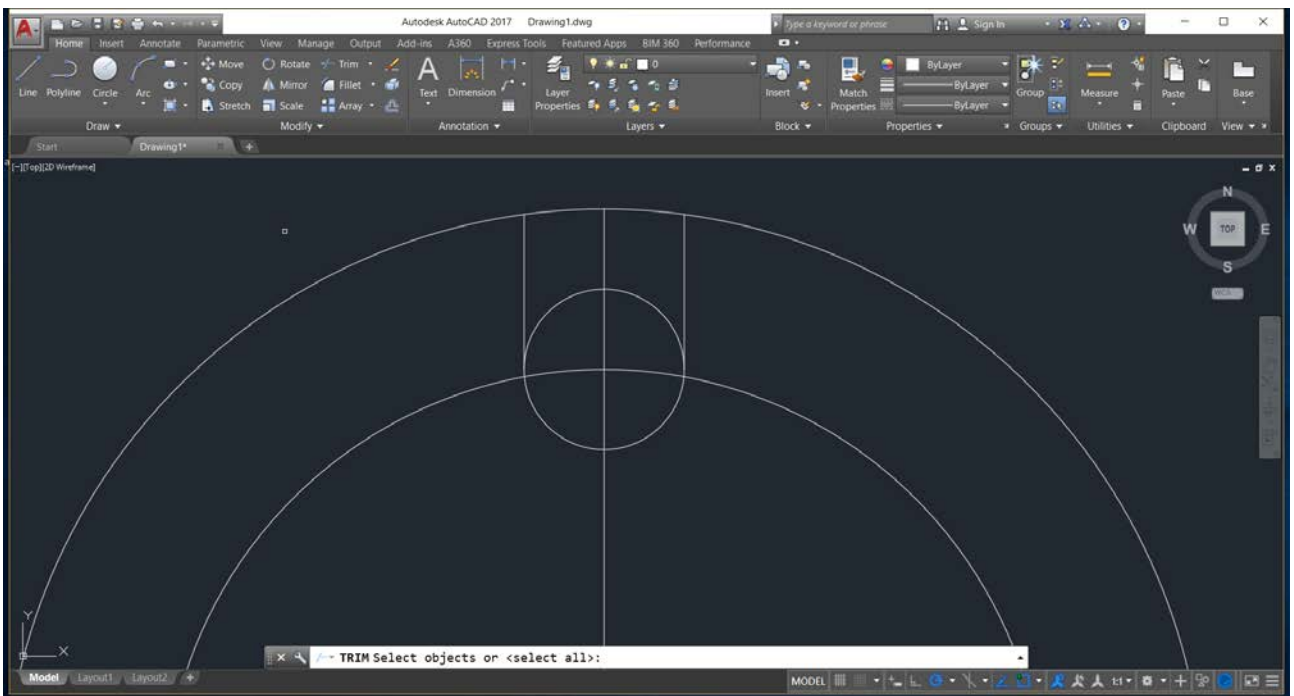 A. Autodesk AutoCAD 2017 Drawing1.dwg Type a keyword or phrase Sign In
Home Insert Annotate Parametric View Manage Output Add-ins A360 Express Tools Featured Apps BIM 360 Performance
Move Rotate Trim 0 ByLayer
Line Polyline Circle Arc Copy Mirror Fillet Text Dimension Layer Properties Insert Match Properties ByLayer Group Measure Paste Base
Stretch Scale Array ByLayer
Draw Modify Annotation Layers Block Properties Groups Utilities Clipboard View
Start Drawing1* +
[−][Top][2D Wireframe]
N
W TOP E
S
WCS
Y
X
TRIM Select objects or <select all>:
Model Layout1 Layout2 + MODEL 1:1